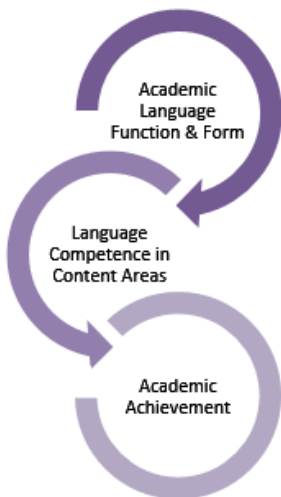 Academic
Language
Function & Form
Language
Competence in
Content Areas
Academic
Achievement